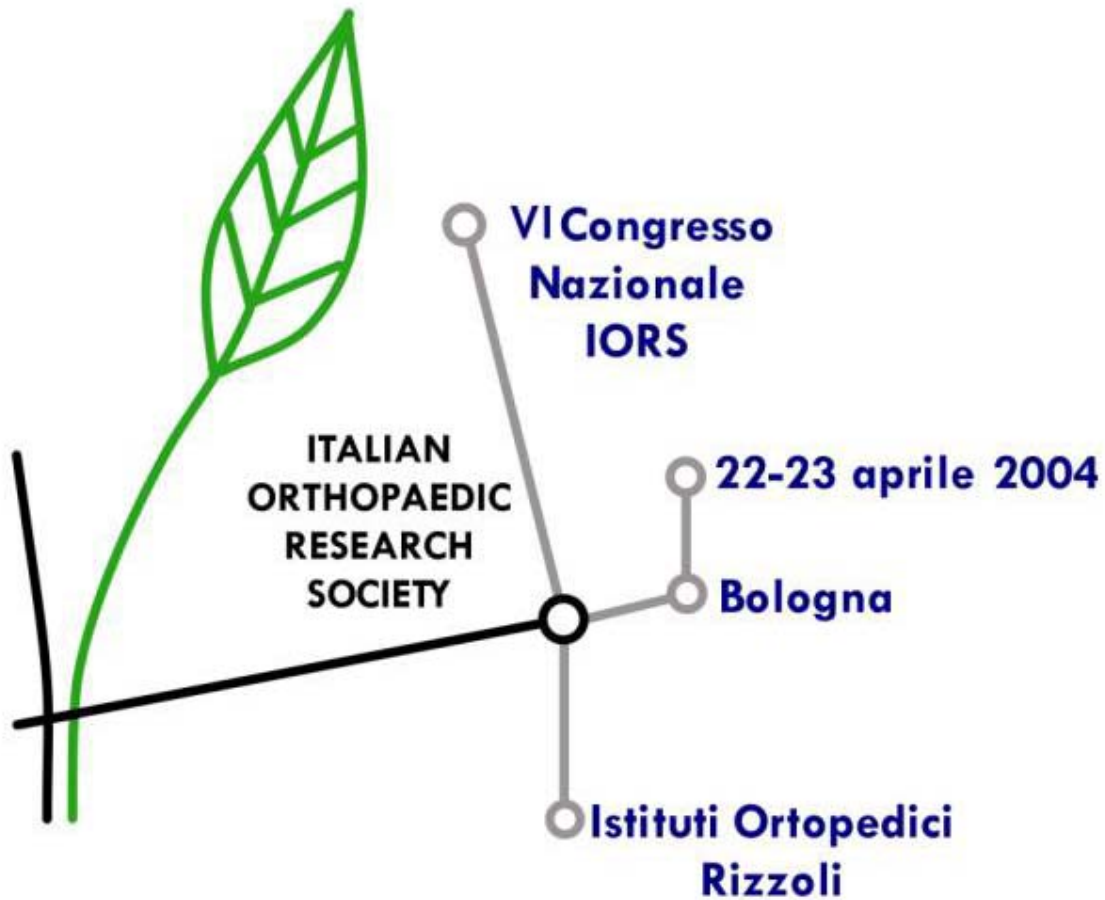 VI Congresso
Nazionale
IORS
ITALIAN
ORTHOPAEDIC
RESEARCH
SOCIETY
22-23 aprile 2004
Bologna
Istituti Ortopedici
Rizzoli